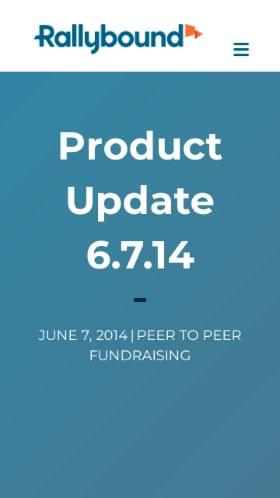 Rallybound
Product
Update
6.7.14
JUNE 7, 2014 | PEER TO PEER
FUNDRAISING